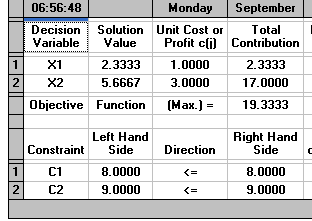 06:56:48 Monday September
Decision Solution Unit Cost or Total
Variable Value Profit c(j) Contribution
1 X1 2.3333 1.0000 2.3333
2 X2 5.6667 3.0000 17.0000
Objective Function (Max.) = 19.3333
Left Hand Right Hand
Constraint Side Direction Side
1 C1 8.0000 <= 8.0000
2 C2 9.0000 <= 9.0000